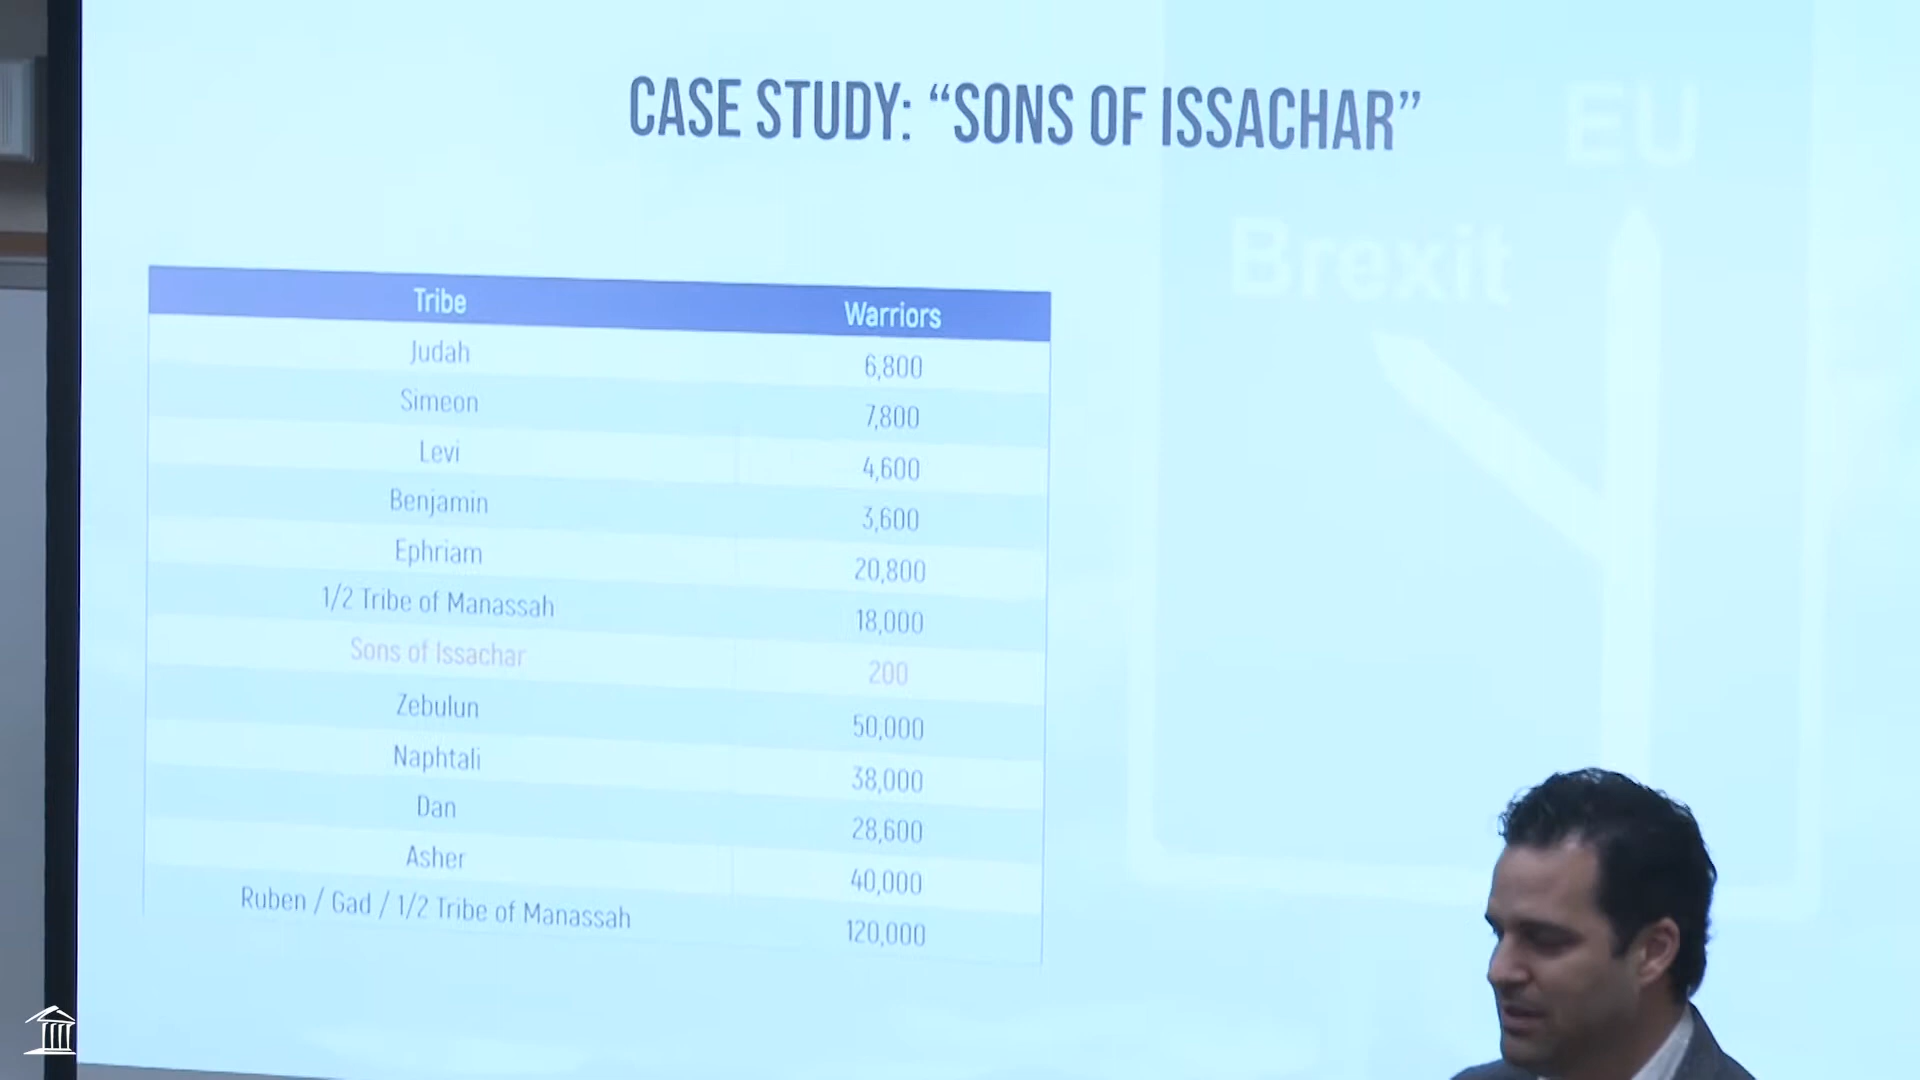 CASE STUDY: “SONS OF ISSACHAR”
EU
Brexit
Tribe Warriors
Judah 6,800
Simeon 7,800
Levi 4,600
Benjamin 3,600
Ephriam 20,800
1/2 Tribe of Manassah 18,000
Sons of Issachar 200
Zebulun 50,000
Naphtali 38,000
Dan 28,600
Asher 40,000
Ruben / Gad / 1/2 Tribe of Manassah 120,000